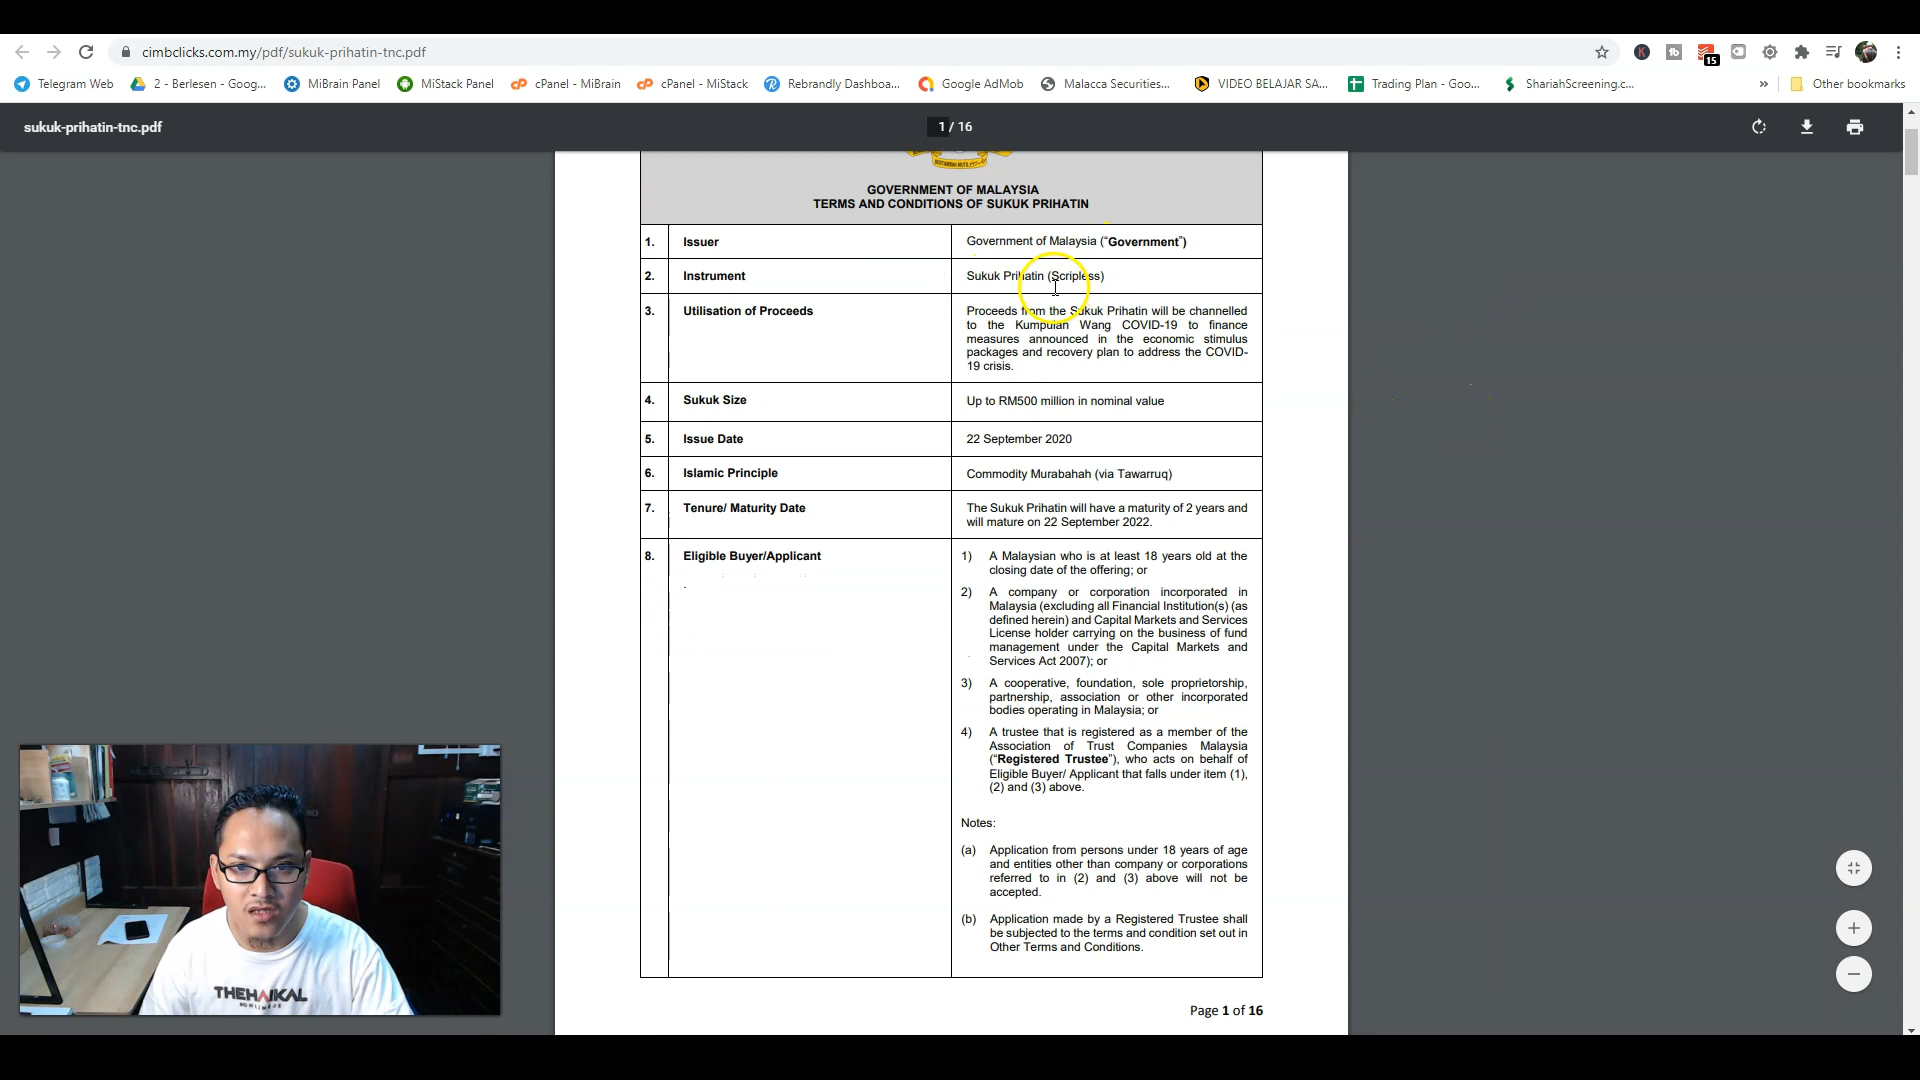 cimbclicks.com.my/pdf/sukuk-prihatin-tnc.pdf
15
Telegram Web
2 - Berlesen - Goog...
MiBrain Panel
MiStack Panel
cPanel - MiBrain
cPanel - MiStack
Rebrandly Dashboa...
Google AdMob
Malacca Securities...
VIDEO BELAJAR SA...
Trading Plan - Goo...
ShariahScreening.c...
»
Other bookmarks
sukuk-prihatin-tnc.pdf
1 / 16
GOVERNMENT OF MALAYSIA
TERMS AND CONDITIONS OF SUKUK PRIHATIN
1. Issuer
Government of Malaysia (“Government”)
2. Instrument
Sukuk Prihatin (Scripless)
3. Utilisation of Proceeds
Proceeds from the Sukuk Prihatin will be channelled
to the Kumpulan Wang COVID-19 to finance
measures announced in the economic stimulus
packages and recovery plan to address the COVID-
19 crisis.
4. Sukuk Size
Up to RM500 million in nominal value
5. Issue Date
22 September 2020
6. Islamic Principle
Commodity Murabahah (via Tawarruq)
7. Tenure/ Maturity Date
The Sukuk Prihatin will have a maturity of 2 years and
will mature on 22 September 2022.
8. Eligible Buyer/Applicant
1) A Malaysian who is at least 18 years old at the
closing date of the offering; or
2) A company or corporation incorporated in
Malaysia (excluding all Financial Institution(s) (as
defined herein) and Capital Markets and Services
License holder carrying on the business of fund
management under the Capital Markets and
Services Act 2007); or
3) A cooperative, foundation, sole proprietorship,
partnership, association or other incorporated
bodies operating in Malaysia; or
4) A trustee that is registered as a member of the
Association of Trust Companies Malaysia
(“Registered Trustee”), who acts on behalf of
Eligible Buyer/ Applicant that falls under item (1),
(2) and (3) above.
Notes:
(a) Application from persons under 18 years of age
and entities other than company or corporations
referred to in (2) and (3) above will not be
accepted.
(b) Application made by a Registered Trustee shall
be subjected to the terms and condition set out in
Other Terms and Conditions.
Page 1 of 16
THEHAIKAL